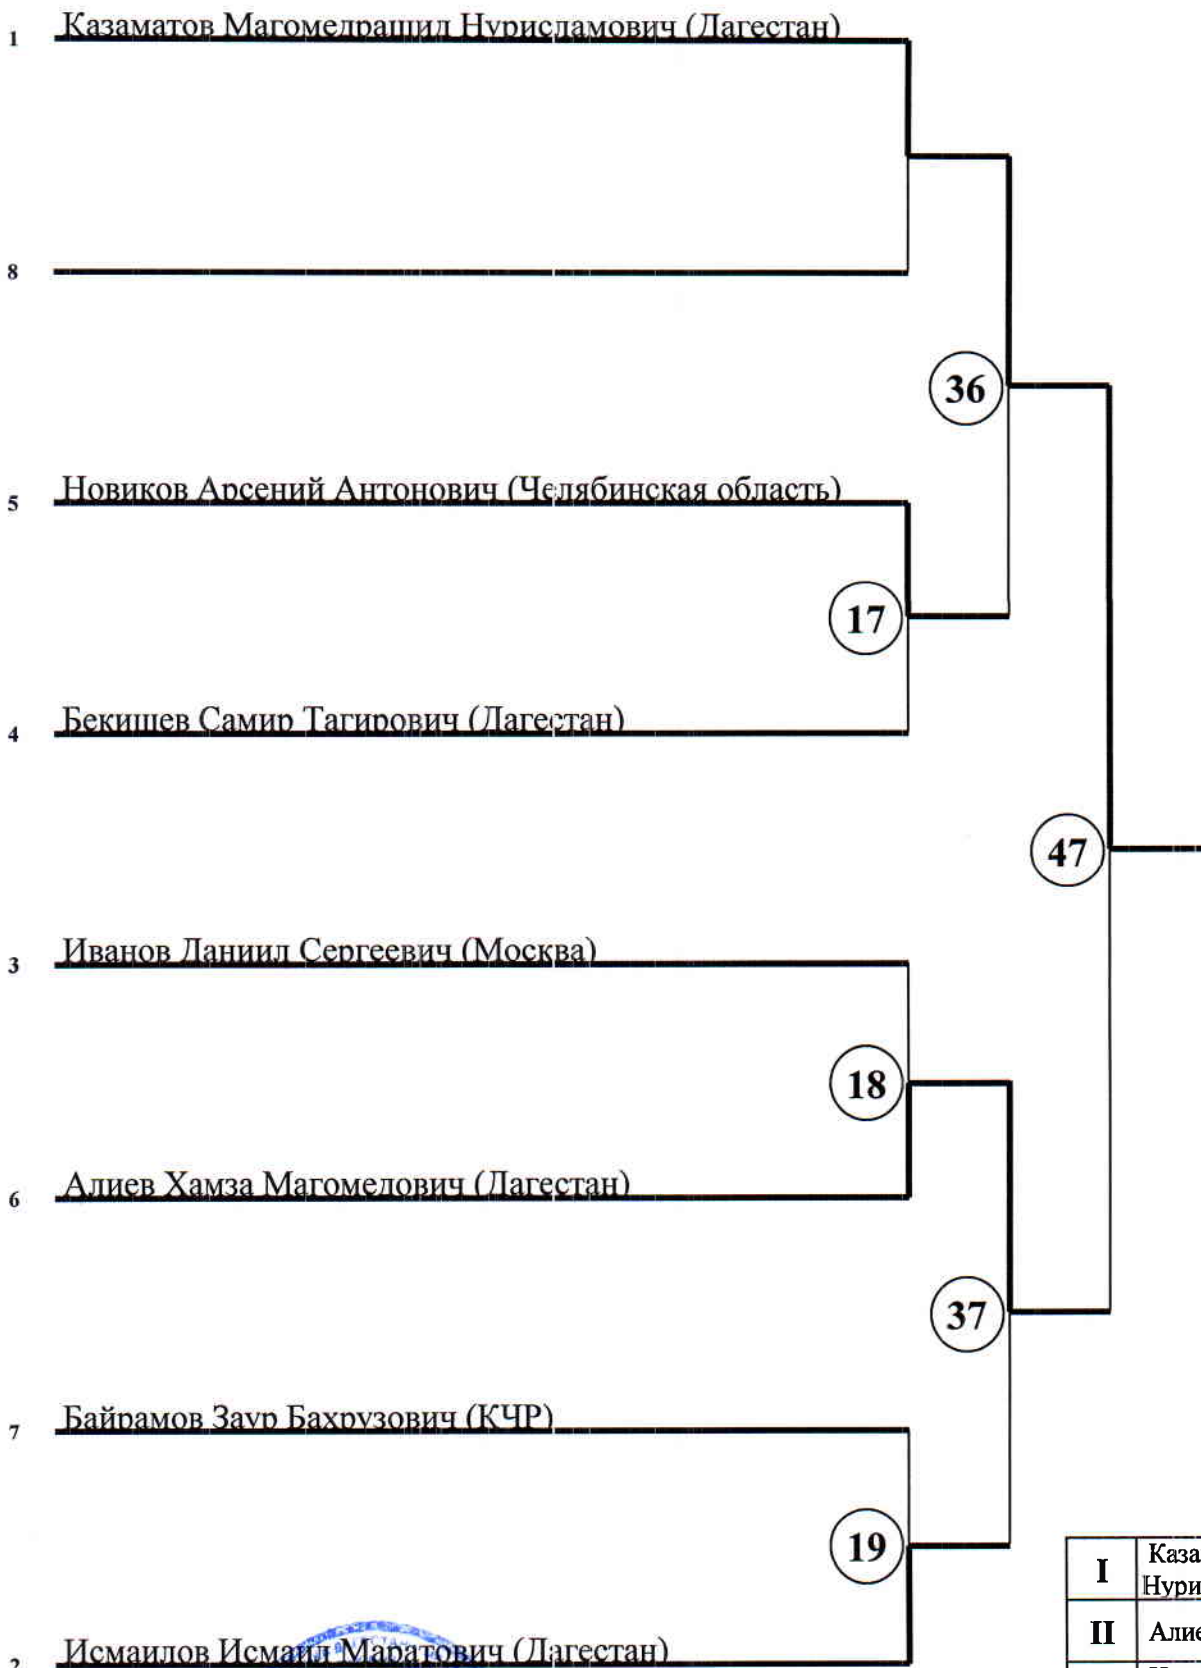 1 Казаматов Магомедрашид Нурисламович (Дагестан)
8
36
5 Новиков Арсений Антонович (Челябинская область)
17
4 Бекишев Самир Тагирович (Дагестан)
47
3 Иванов Даниил Сергеевич (Москва)
18
6 Алиев Хамза Магомедович (Дагестан)
37
7 Байрамов Заур Бахрузович (КЧР)
19
I Каза
Нури
II Алие
2 Исмаилов Исмаил Маратович (Дагестан)